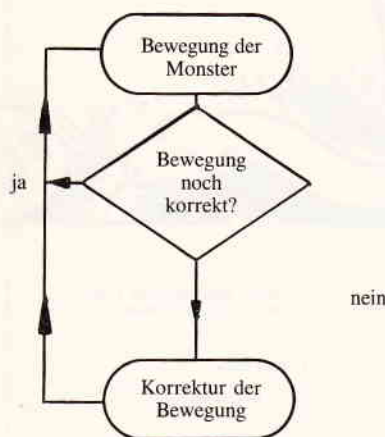 Bewegung der
Monster
Bewegung
noch
korrekt?
ja
nein
Korrektur der
Bewegung